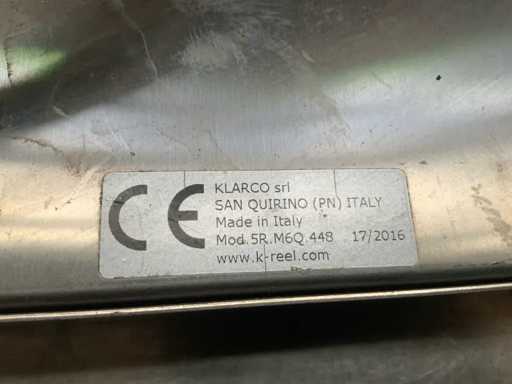 CE
KLARCO srl
SAN QUIRINO (PN) ITALY
Made in Italy
Mod.5R.M6Q.448 17/2016
www.k-reel.com